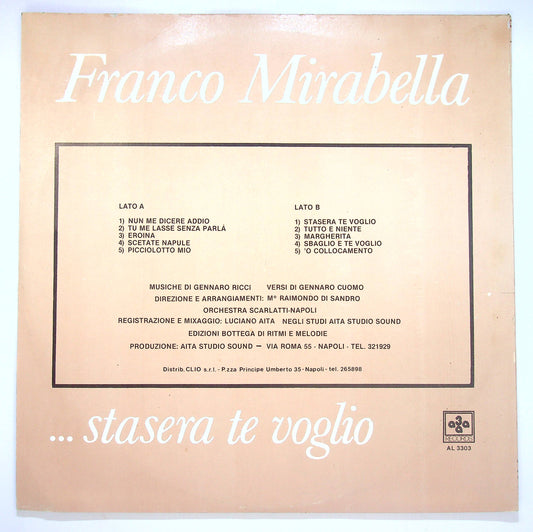 Franco Mirabella
LATO A
1) NUN ME DICERE ADDIO
2) TU ME LASSE SENZA PARLÁ
3) EROINA
4) SCETATE NAPULE
5) PICCIOLOTTO MIO
LATO B
1) STASERA TE VOGLIO
2) TUTTO E NIENTE
3) MARGHERITA
4) SBAGLIO E TE VOGLIO
5) 'O COLLOCAMENTO
MUSICHE DI GENNARO RICCI VERSI DI GENNARO CUOMO
DIREZIONE E ARRANGIAMENTI: Mº RAIMONDO DI SANDRO
ORCHESTRA SCARLATTI-NAPOLI
REGISTRAZIONE E MIXAGGIO: LUCIANO AITA NEGLI STUDI AITA STUDIO SOUND
EDIZIONI BOTTEGA DI RITMI E MELODIE
PRODUZIONE: AITA STUDIO SOUND — VIA ROMA 55 - NAPOLI - TEL. 321929
Distrib. CLIO s.r.l. - P.zza Principe Umberto 35-Napoli - tel. 265898
... stasera te voglio
RECORDS
AL 3303